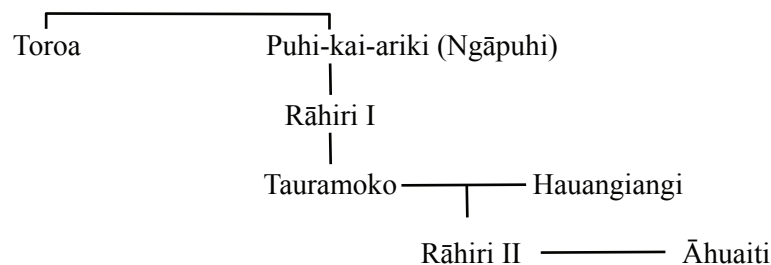 Toroa Puhi-kai-ariki (Ngāpuhi)
Rāhiri I
Tauramoko Hauangiangi
Rāhiri II Āhuaiti